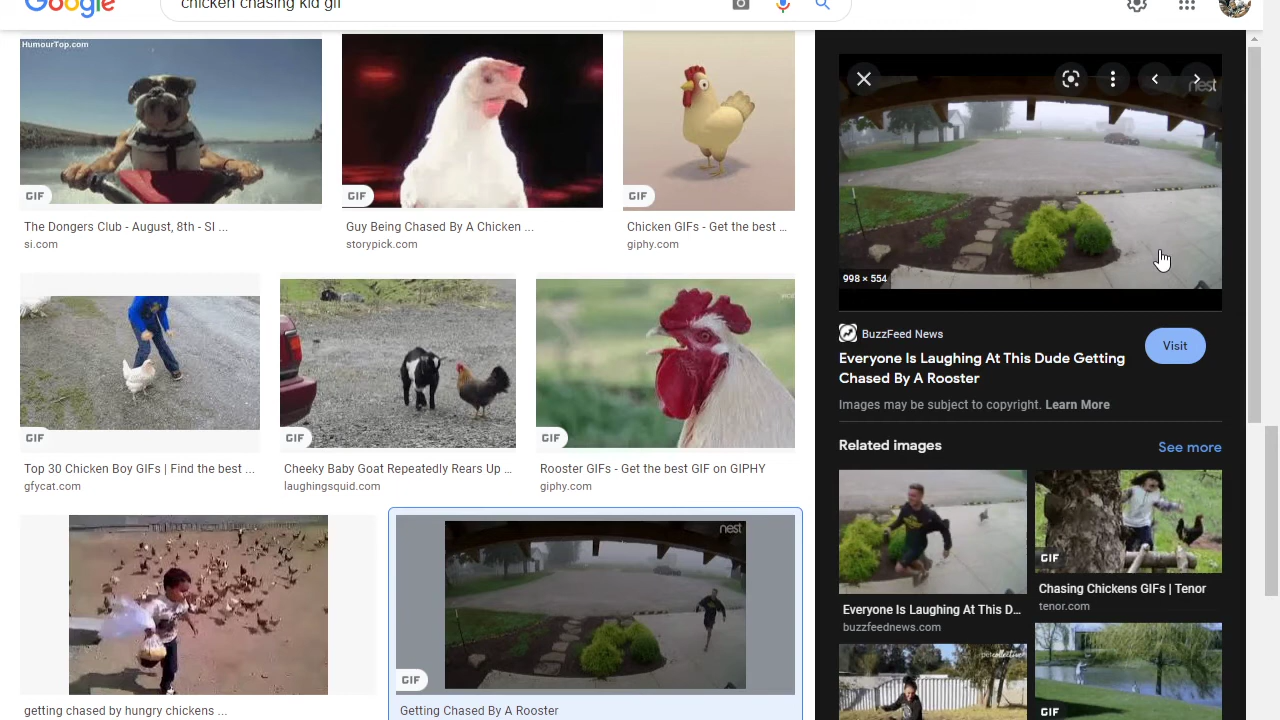 Google
chicken chasing kid gif
HumourTop.com
GIF
GIF
GIF
The Dongers Club - August, 8th - SI ...
si.com
Guy Being Chased By A Chicken ...
storypick.com
Chicken GIFs - Get the best ...
giphy.com
GIF
GIF
GIF
Top 30 Chicken Boy GIFs | Find the best ...
gfycat.com
Cheeky Baby Goat Repeatedly Rears Up ...
laughingsquid.com
Rooster GIFs - Get the best GIF on GIPHY
giphy.com
nest
GIF
getting chased by hungry chickens ...
Getting Chased By A Rooster
nest
998 × 554
BuzzFeed News
Everyone Is Laughing At This Dude Getting
Chased By A Rooster
Visit
Images may be subject to copyright. Learn More
Related images
See more
Everyone Is Laughing At This D...
buzzfeednews.com
GIF
Chasing Chickens GIFs | Tenor
tenor.com
petcollective
GIF